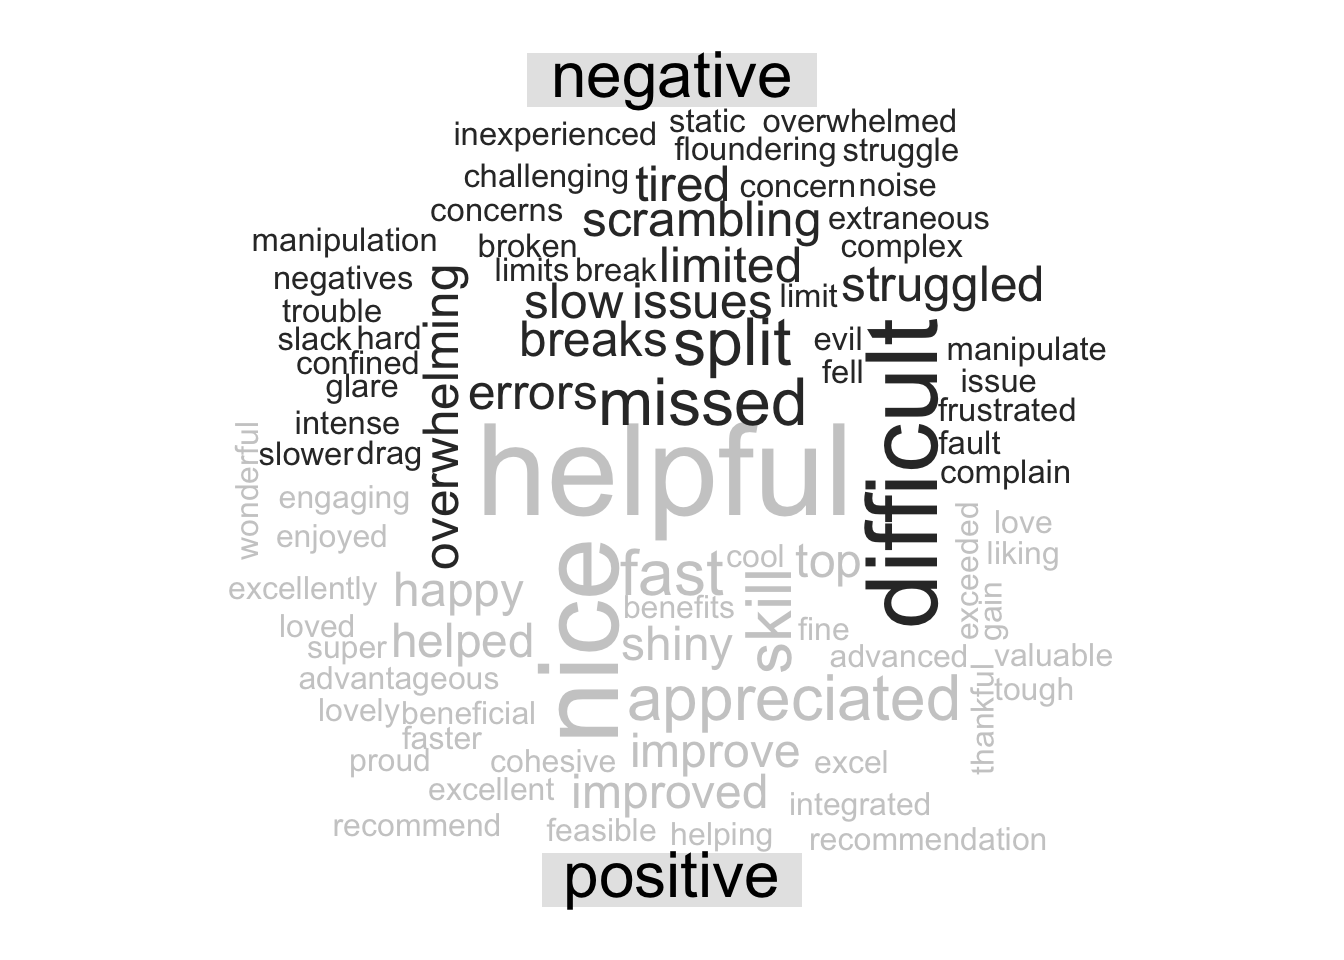 negative
inexperienced static overwhelmed
floundering struggle
challenging tired concern noise
concerns scrambling extraneous
manipulation broken complex
negatives limits break limited struggled
trouble slow issues limit
slack hard breaks split evil manipulate
confined fell
glare errors missed issue
intense frustrated
slower drag fault
overwhelming complain
difficult
wonderful helpful
engaging
enjoyed love
exceeded liking
excellently happy nice fast cool top
benefits skill gain
loved
super helped shiny fine
advantageous advanced valuable
lovely beneficial appreciated thankful tough
faster
proud cohesive improve excel
excellent improved integrated
recommend feasible helping recommendation
positive